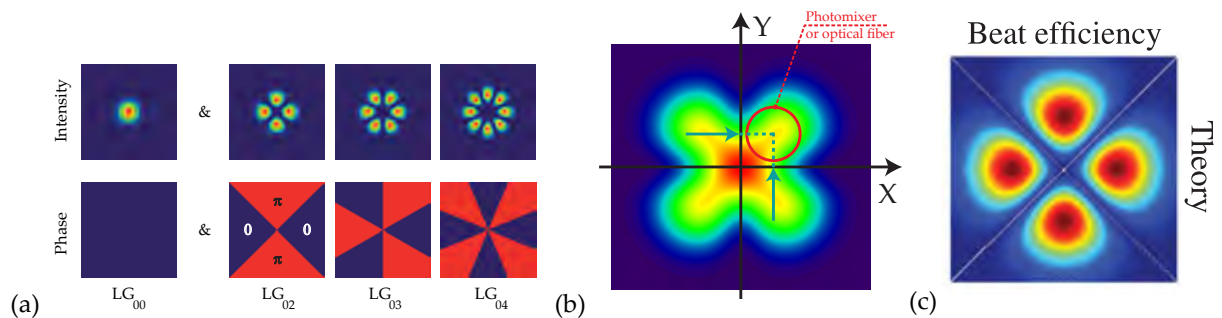 Intensity
&
Phase
π
0
0
π
&
(a)
LG00
LG02
LG03
LG04
Y
Photomixer
or optical fiber
X
(b)
Beat efficiency
Theory
(c)